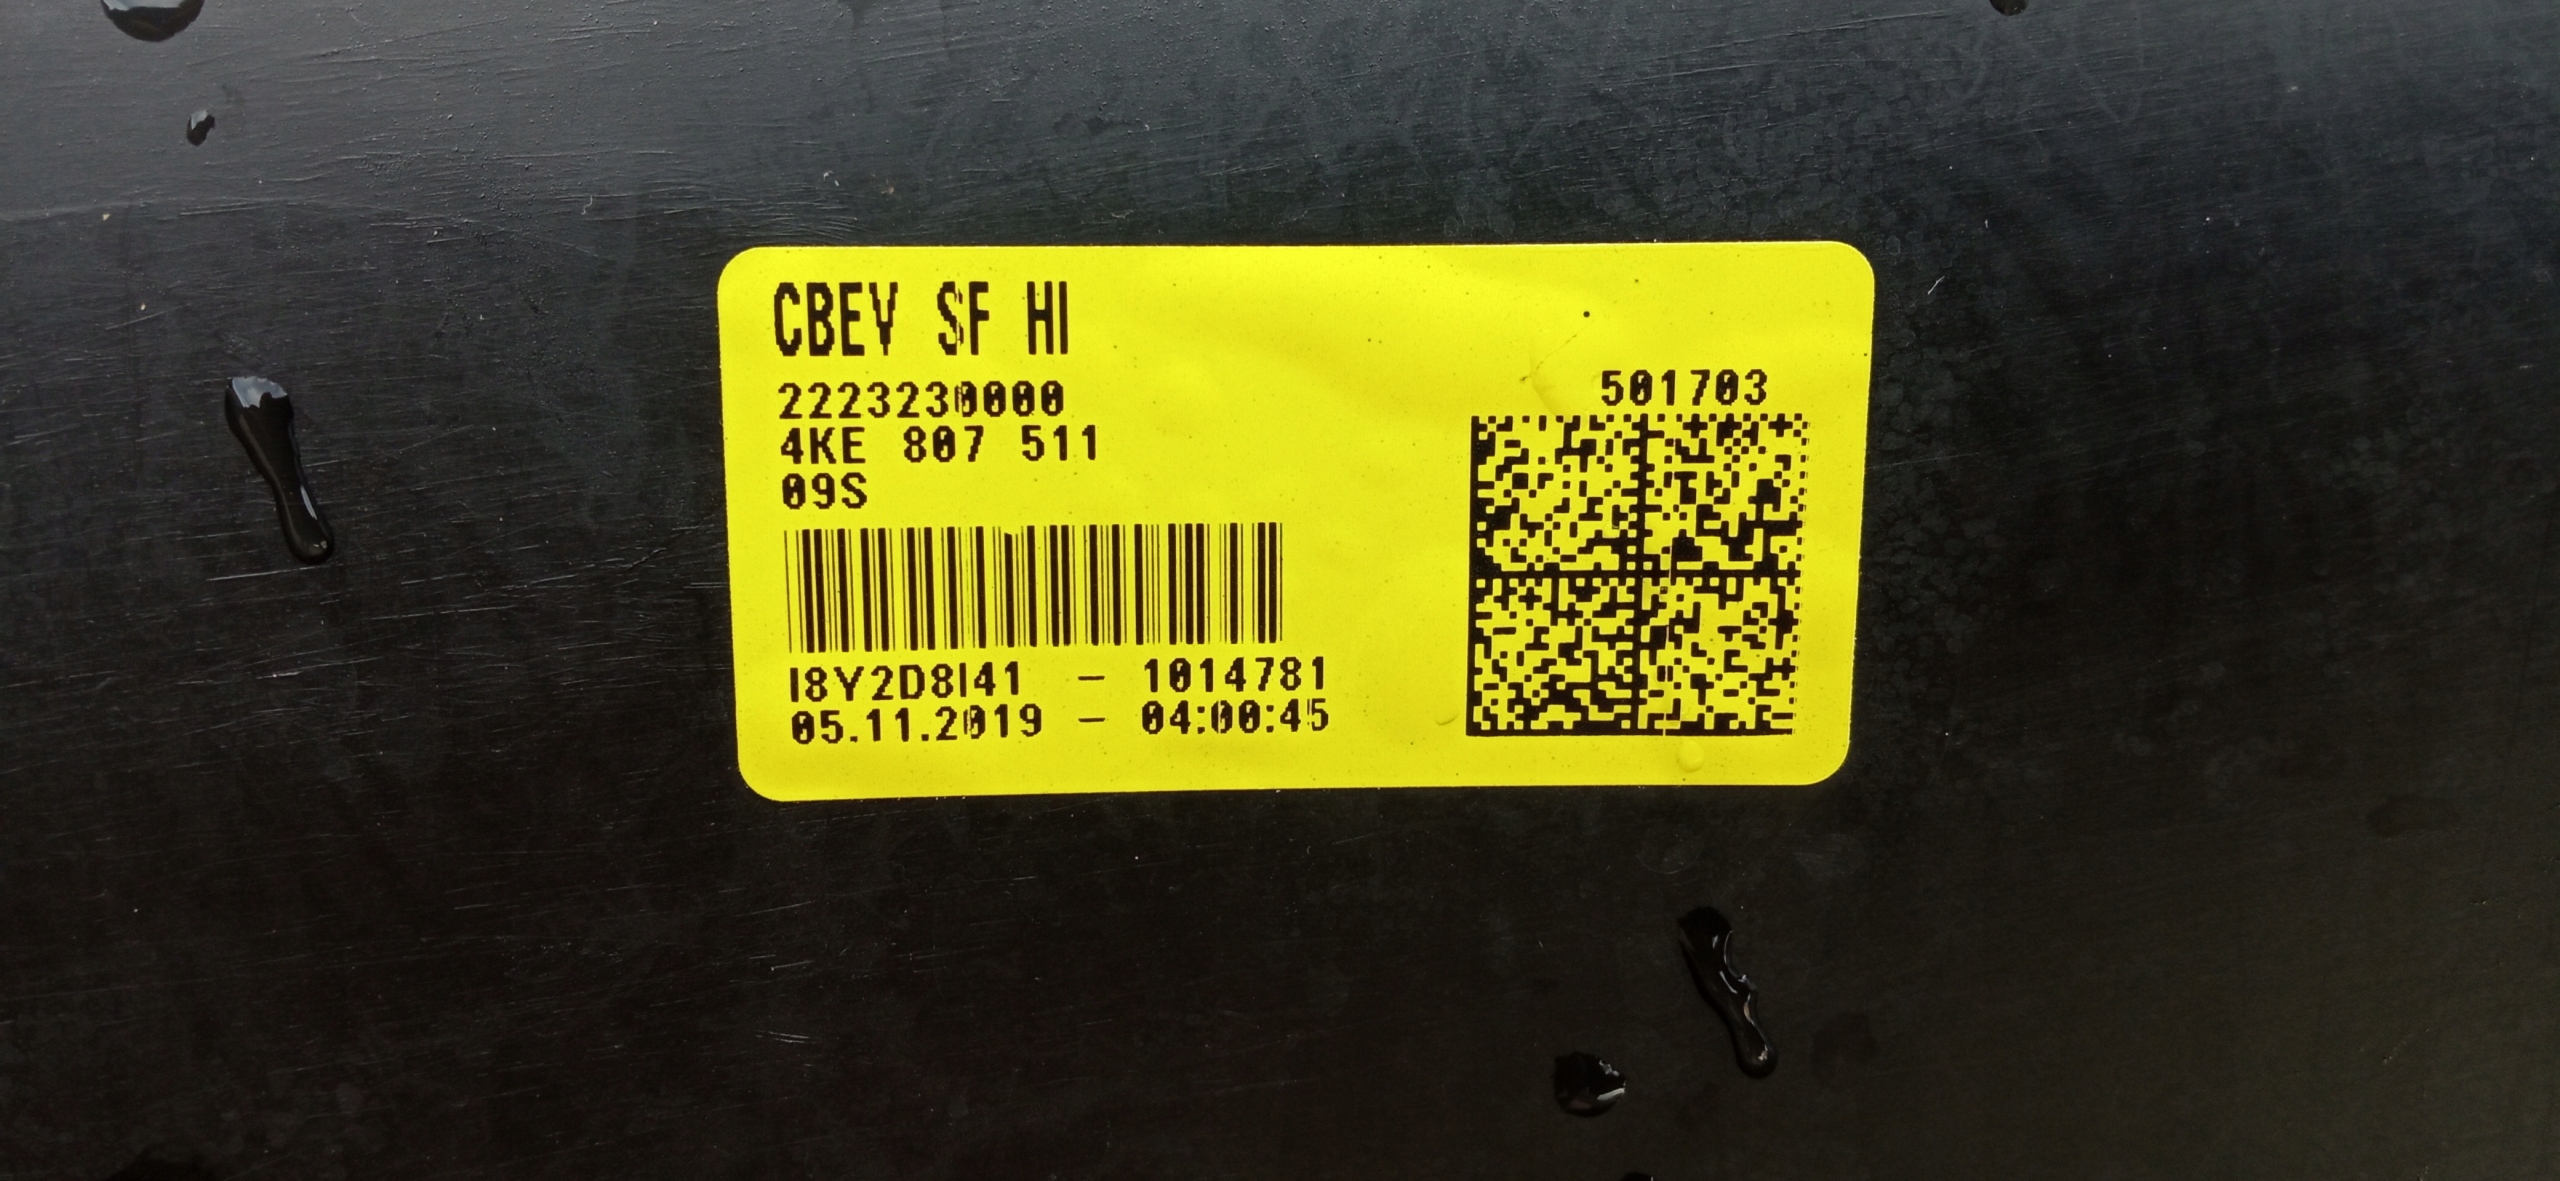 CBEV SF HI
2223230000
4KE 807 511
09S
501703
I8Y2D8I41 - 1014781
05.11.2019 - 04:00:45